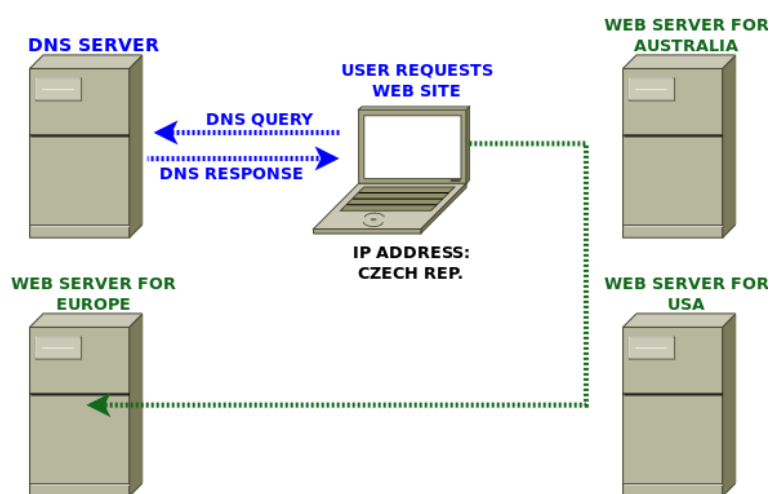 DNS SERVER
USER REQUESTS
WEB SITE
WEB SERVER FOR
AUSTRALIA
DNS QUERY
DNS RESPONSE
IP ADDRESS:
CZECH REP.
WEB SERVER FOR
EUROPE
WEB SERVER FOR
USA